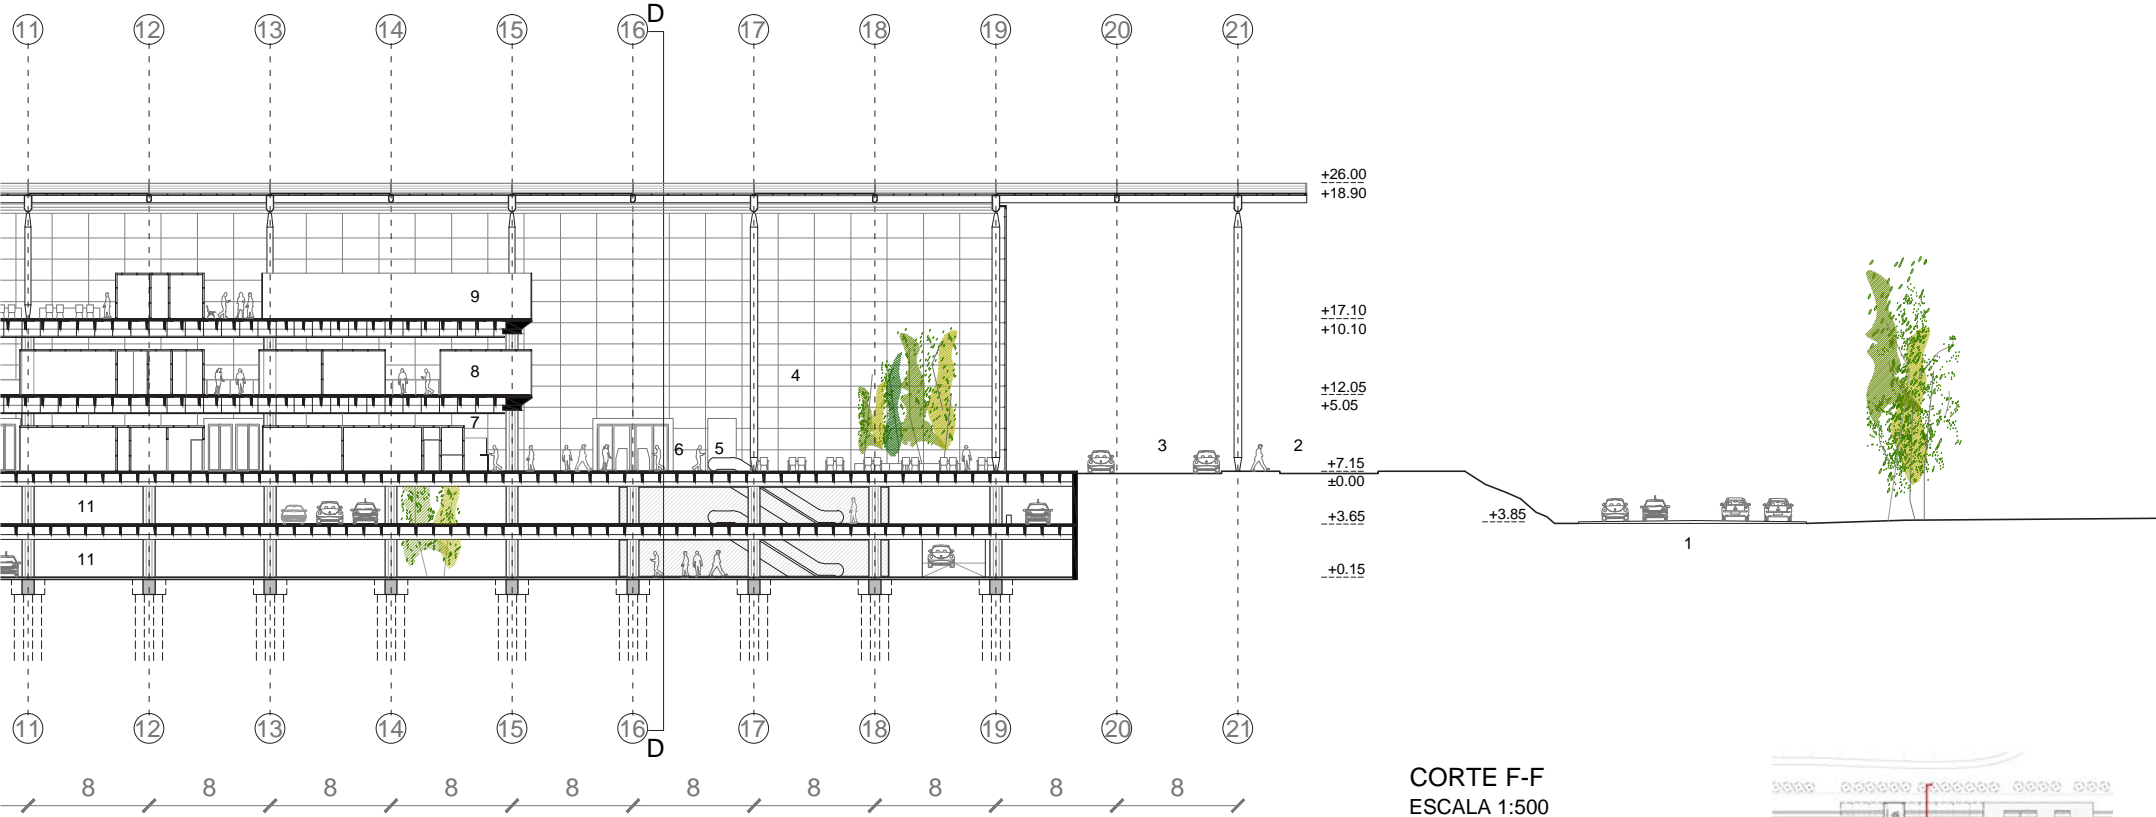 D
11 12 13 14 15 16 17 18 19 20 21
+26.00
+18.90
9
+17.10
+10.10
8
4
+12.05
+5.05
7
6 5 3 2
+7.15
±0.00
11
+3.65
+3.85
1
11
+0.15
11 12 13 14 15 16 17 18 19 20 21
D
8 8 8 8 8 8 8 8 8 8
CORTE F-F
ESCALA 1:500